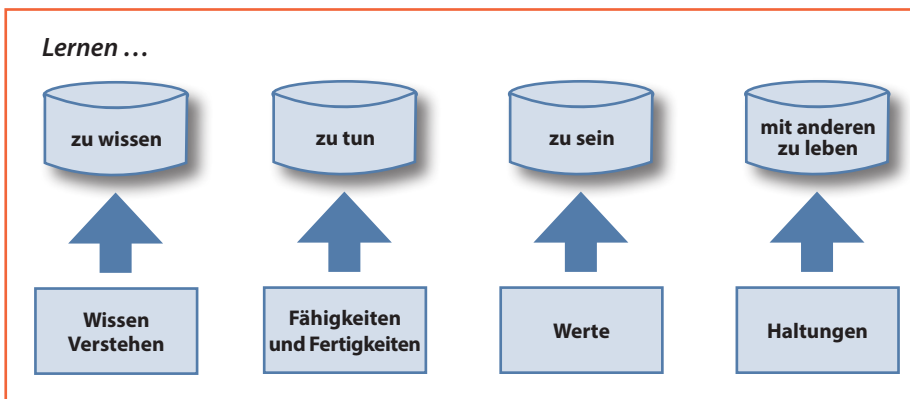 Lernen …
zu wissen
zu tun
zu sein
mit anderen
zu leben
Wissen
Verstehen
Fähigkeiten
und Fertigkeiten
Werte
Haltungen